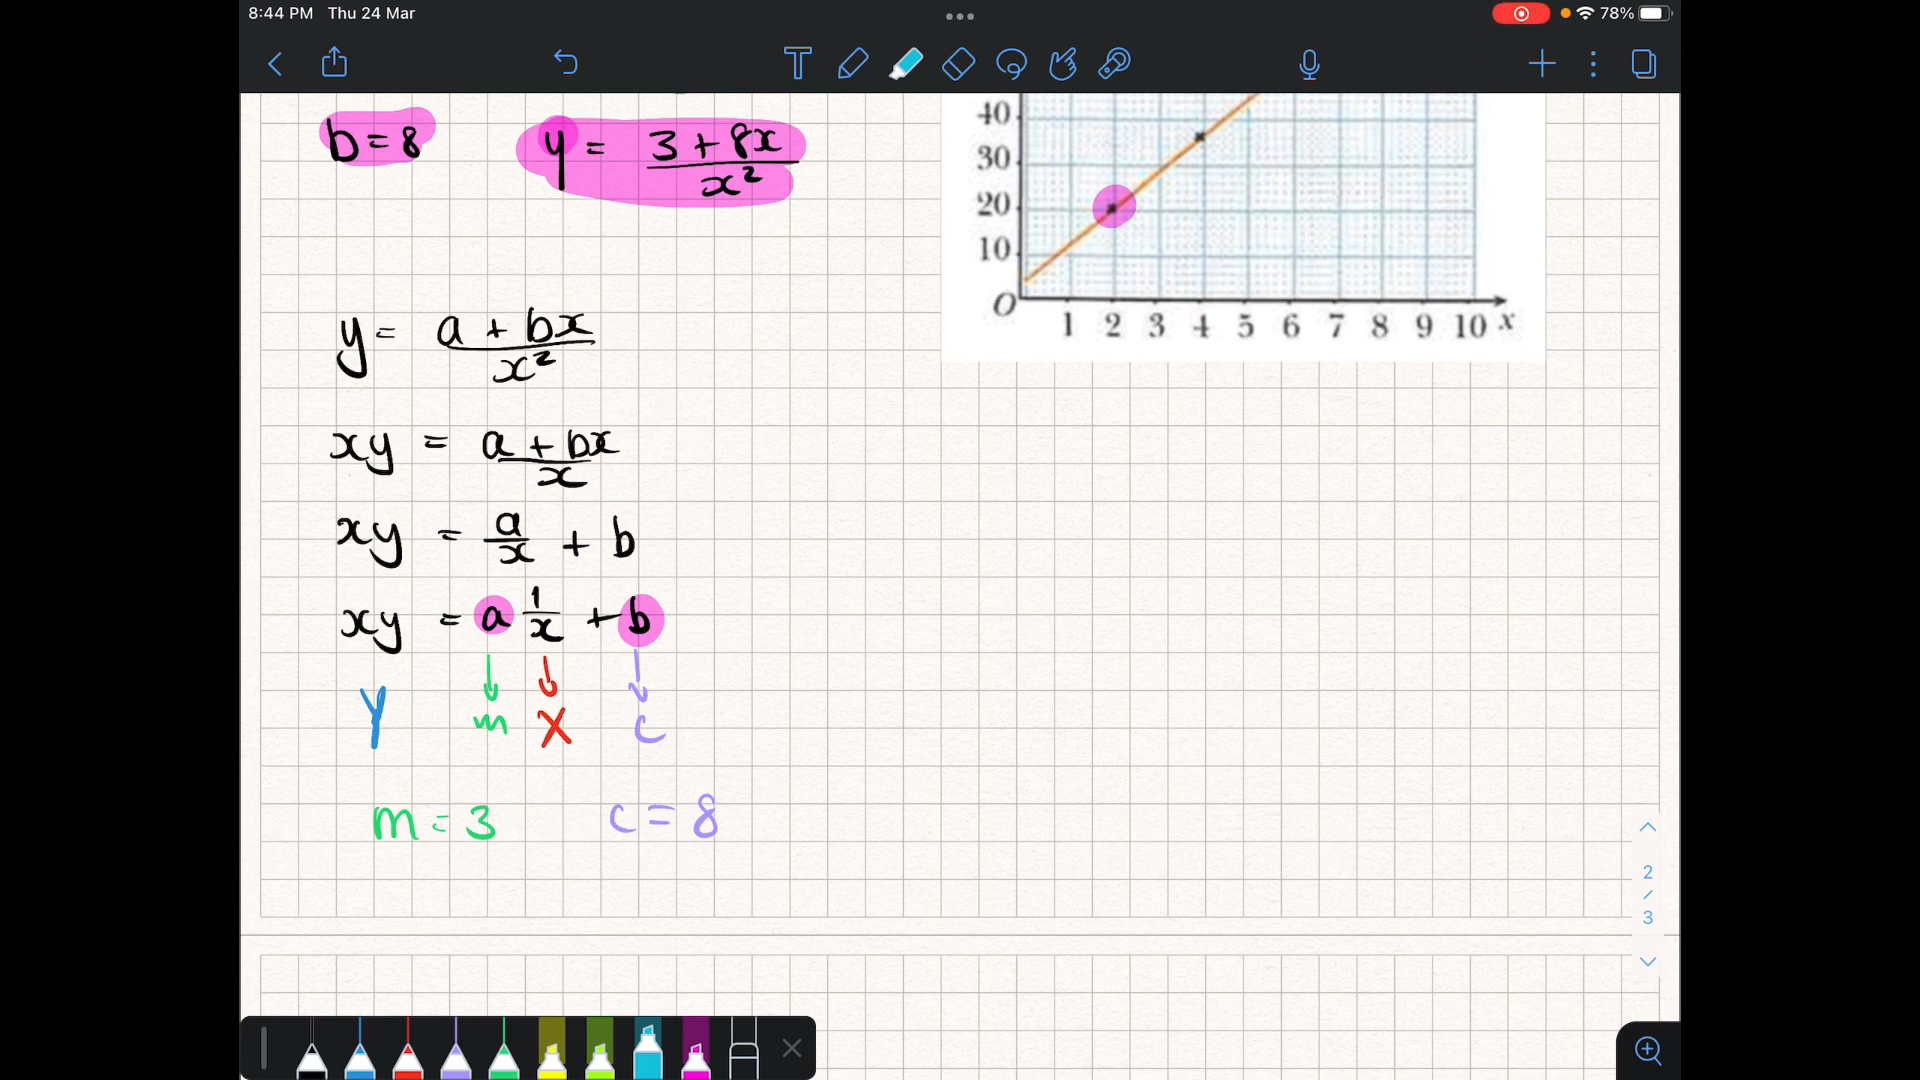 8:44 PM Thu 24 Mar
78%
b = 8
y = 3 + 8x / x²
40
30
20
10
O
1 2 3 4 5 6 7 8 9 10 x
y = a + bx / x²
xy = a + bx / x
xy = a/x + b
xy = a 1/x + b
Y m X c
m = 3 c = 8
2
/
3